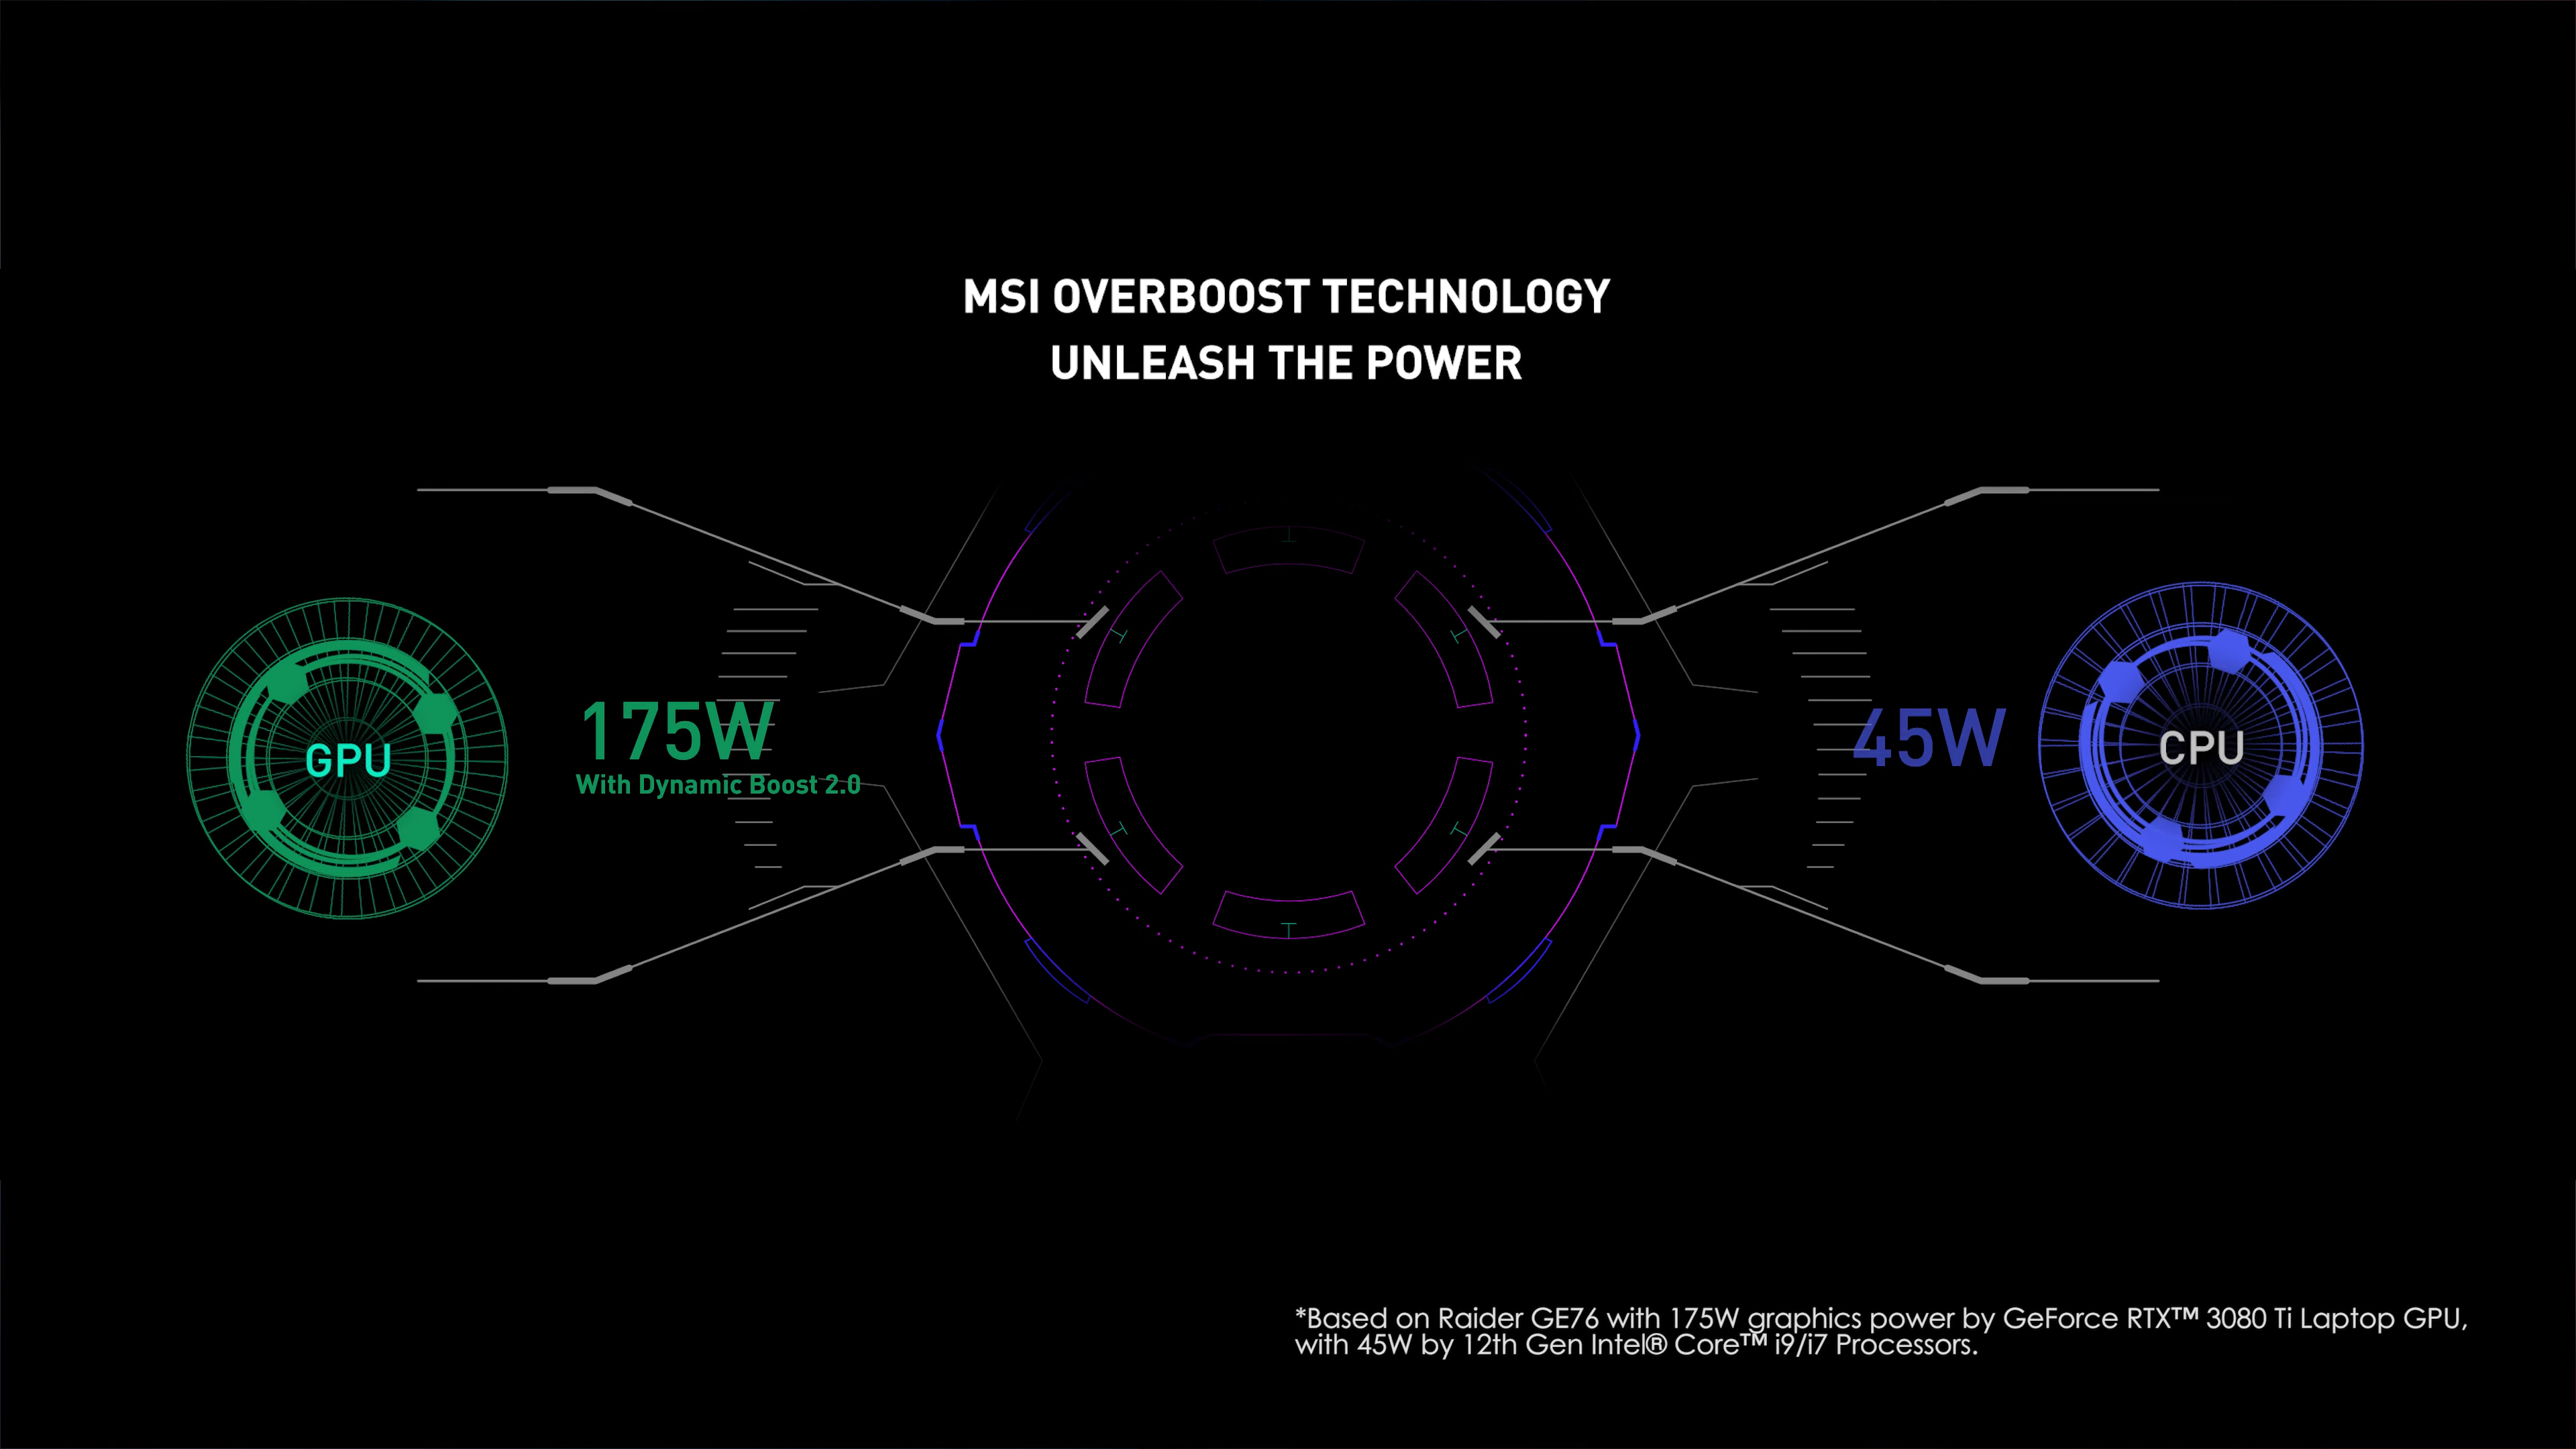 MSI OVERBOOST TECHNOLOGY
UNLEASH THE POWER
GPU
175W
With Dynamic Boost 2.0
45W
CPU
*Based on Raider GE76 with 175W graphics power by GeForce RTX™ 3080 Ti Laptop GPU,
with 45W by 12th Gen Intel® Core™ i9/i7 Processors.